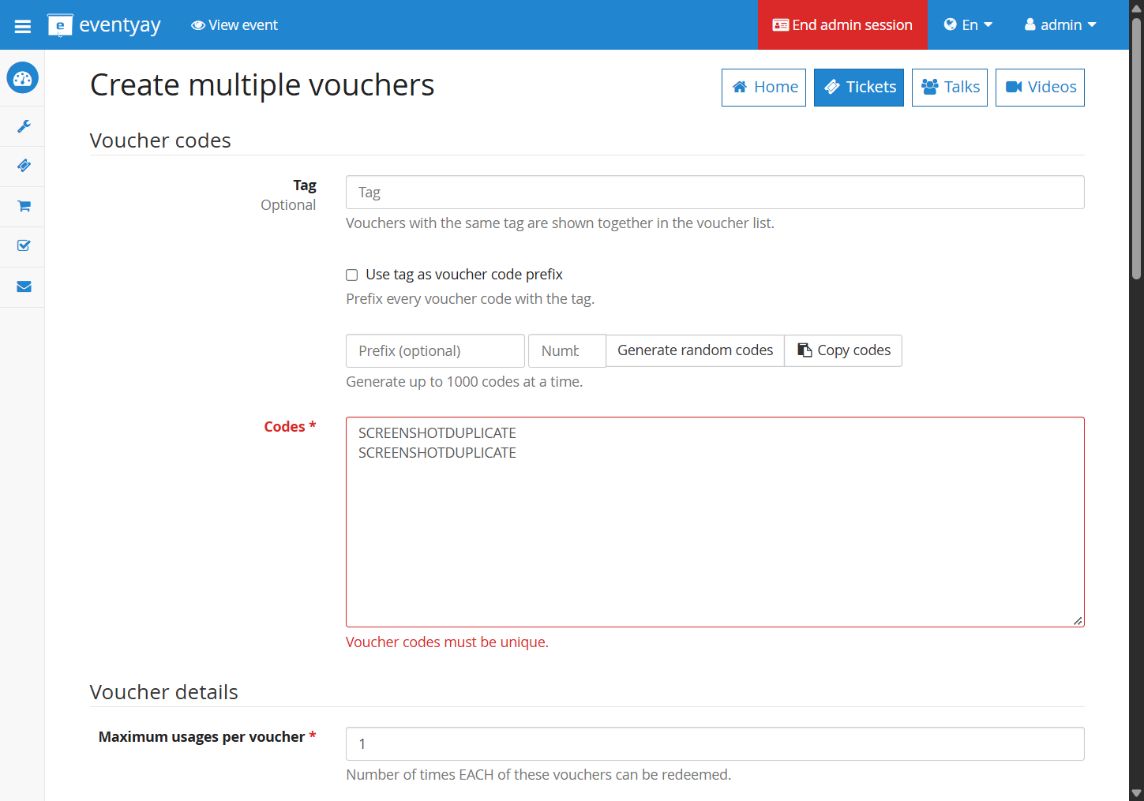 eventyay
View event
End admin session
En
admin
Create multiple vouchers
Home
Tickets
Talks
Videos
Voucher codes
Tag
Optional
Tag
Vouchers with the same tag are shown together in the voucher list.
Use tag as voucher code prefix
Prefix every voucher code with the tag.
Prefix (optional)
Numb
Generate random codes
Copy codes
Generate up to 1000 codes at a time.
Codes *
SCREENSHOTDUPLICATE
SCREENSHOTDUPLICATE
Voucher codes must be unique.
Voucher details
Maximum usages per voucher *
1
Number of times EACH of these vouchers can be redeemed.